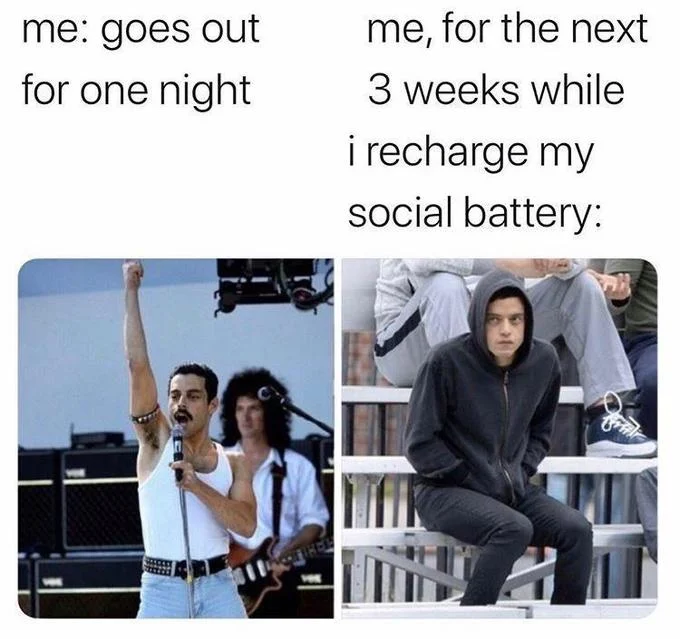 me: goes out
for one night
me, for the next
3 weeks while
i recharge my
social battery: